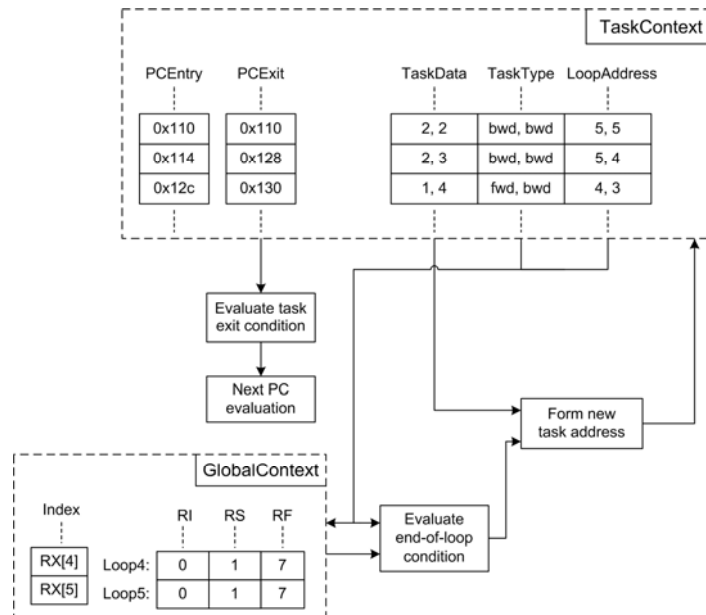 TaskContext
PCEntry PCExit TaskData TaskType LoopAddress
0x110 0x110 2, 2 bwd, bwd 5, 5
0x114 0x128 2, 3 bwd, bwd 5, 4
0x12c 0x130 1, 4 fwd, bwd 4, 3
Evaluate task
exit condition
Next PC
evaluation
Form new
task address
GlobalContext
Index RI RS RF
RX[4] Loop4: 0 1 7
RX[5] Loop5: 0 1 7
Evaluate
end-of-loop
condition